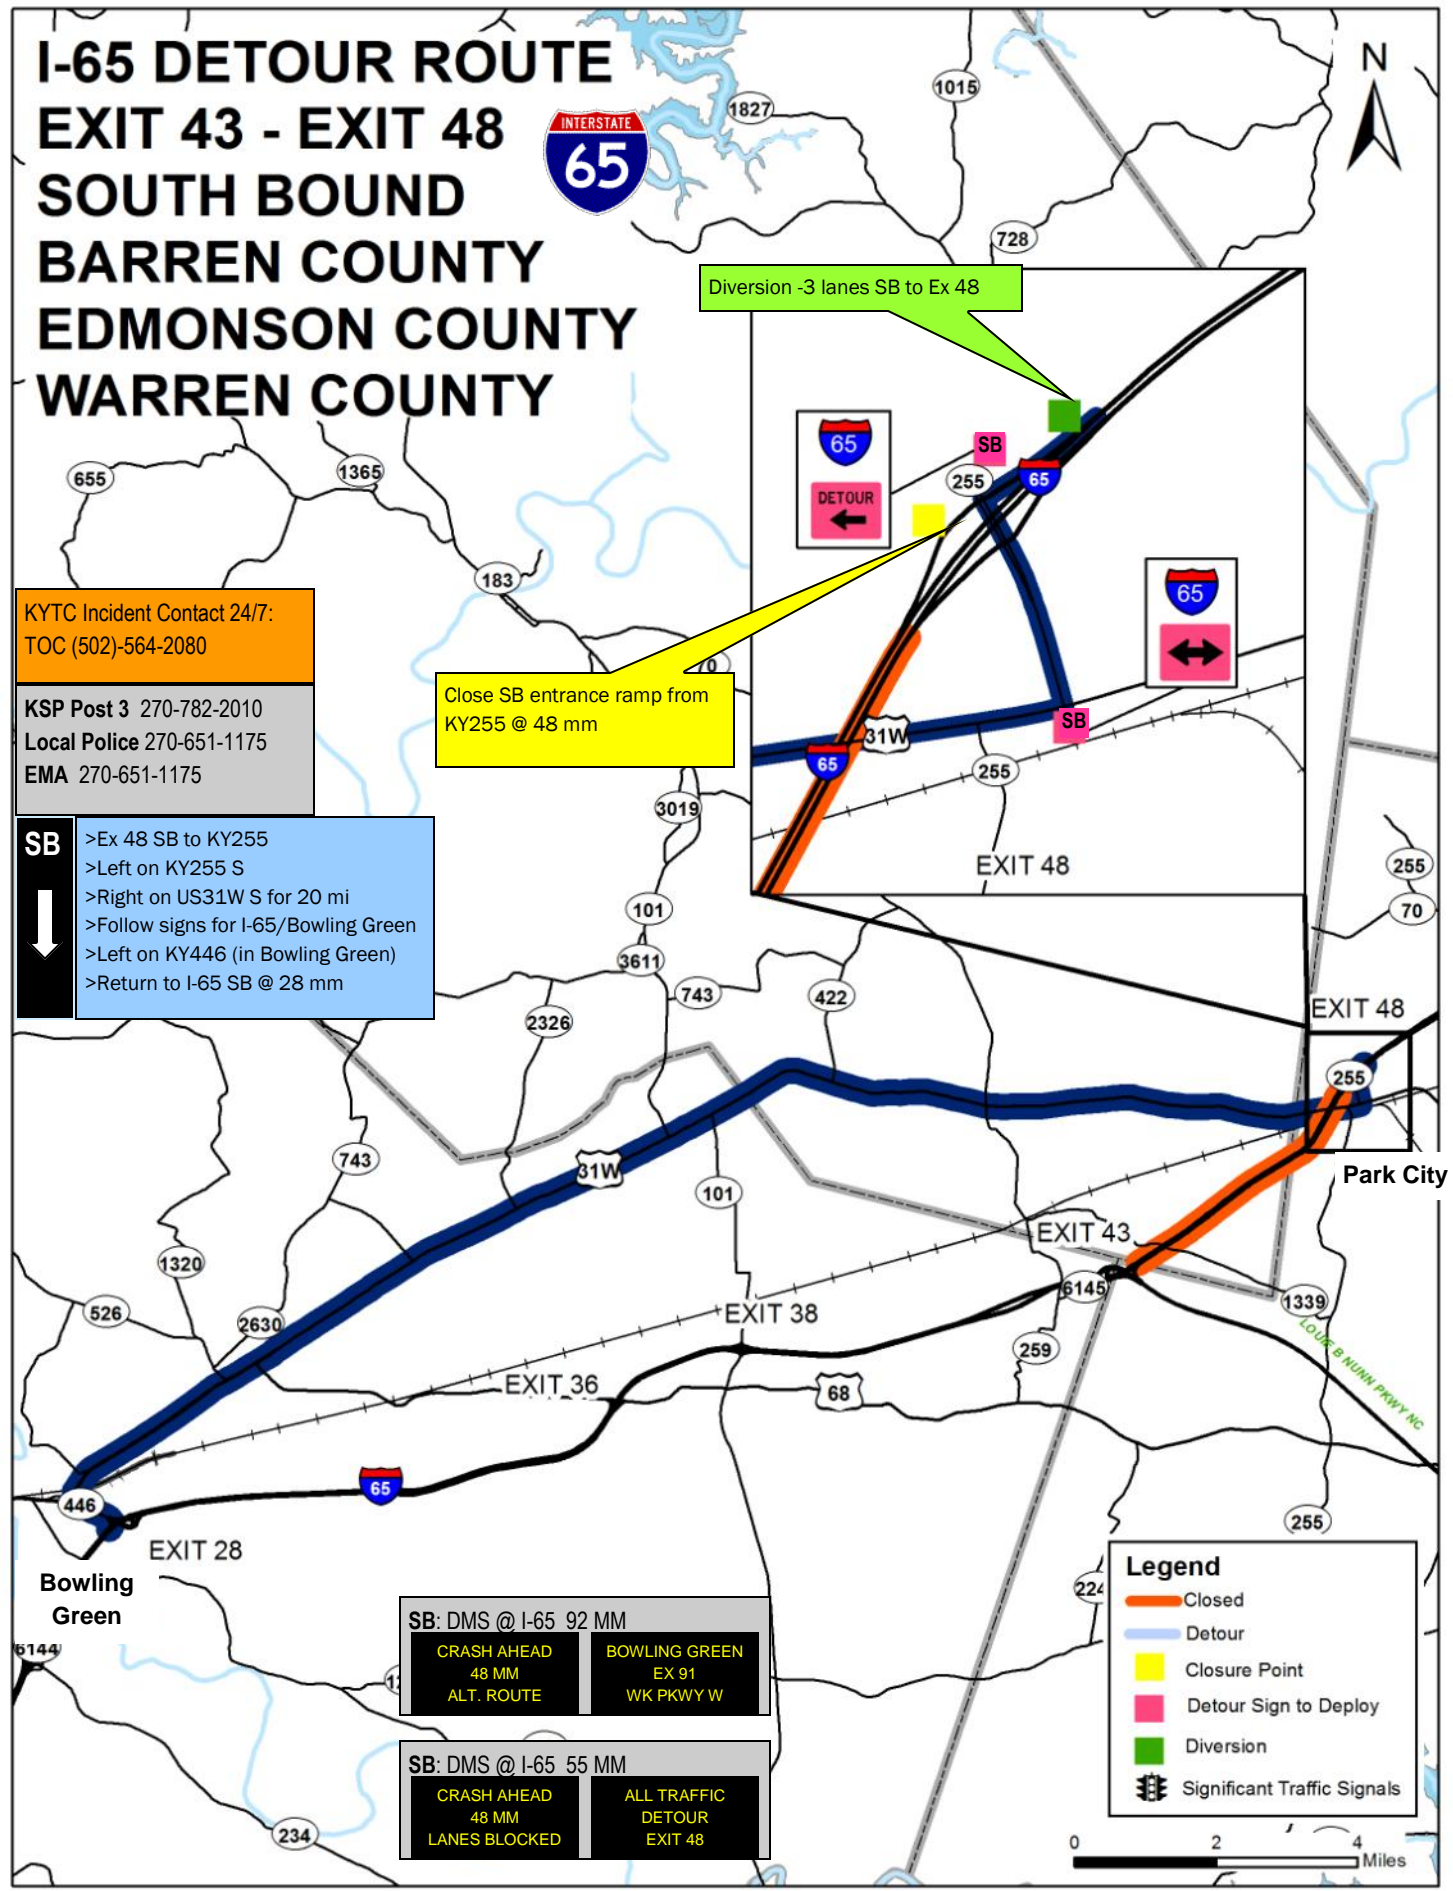 I-65 DETOUR ROUTE
EXIT 43 - EXIT 48
SOUTH BOUND
BARREN COUNTY
EDMONSON COUNTY
WARREN COUNTY
INTERSTATE
65
N
1827
1015
728
Diversion -3 lanes SB to Ex 48
65
DETOUR
SB
255
65
65
SB
31W
65
255
EXIT 48
655
1365
183
70
KYTC Incident Contact 24/7:
TOC (502)-564-2080
KSP Post 3 270-782-2010
Local Police 270-651-1175
EMA 270-651-1175
Close SB entrance ramp from
KY255 @ 48 mm
SB
>Ex 48 SB to KY255
>Left on KY255 S
>Right on US31W S for 20 mi
>Follow signs for I-65/Bowling Green
>Left on KY446 (in Bowling Green)
>Return to I-65 SB @ 28 mm
3019
101
3611
743
422
2326
255
70
EXIT 48
255
Park City
743
31W
101
EXIT 43
6145
1339
LOUIE B NUNN PKWY NC
1320
526
2630
EXIT 38
259
EXIT 36
68
65
446
EXIT 28
Bowling
Green
6144
255
224
234
SB: DMS @ I-65 92 MM
CRASH AHEAD
48 MM
ALT. ROUTE
BOWLING GREEN
EX 91
WK PKWY W
SB: DMS @ I-65 55 MM
CRASH AHEAD
48 MM
LANES BLOCKED
ALL TRAFFIC
DETOUR
EXIT 48
Legend
Closed
Detour
Closure Point
Detour Sign to Deploy
Diversion
Significant Traffic Signals
0 2 4
Miles